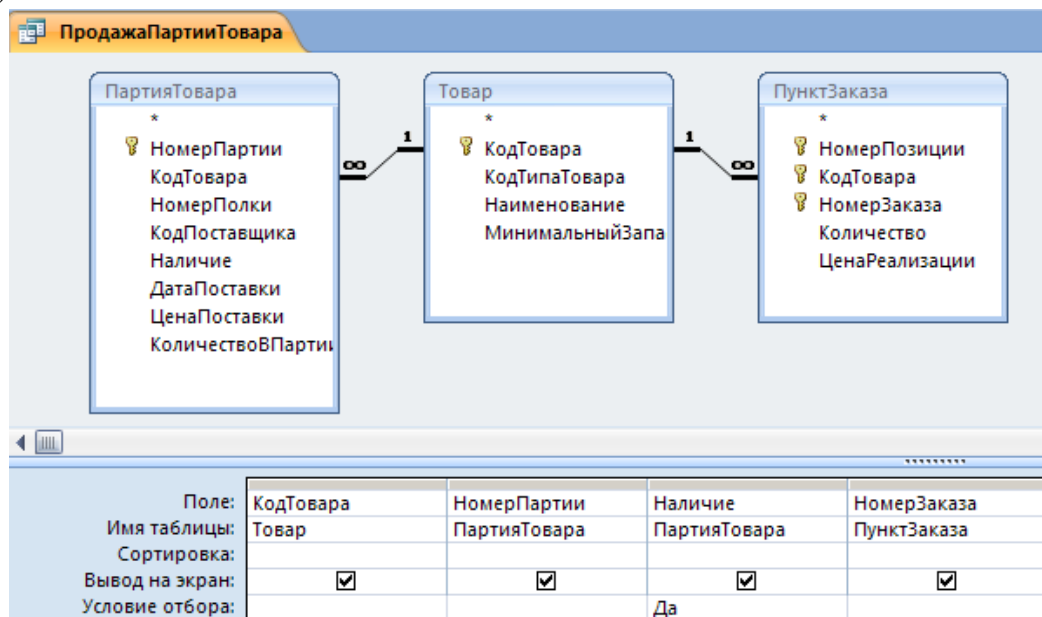 ПродажаПартииТовара
ПартияТовара
*
НомерПартии
КодТовара
НомерПолки
КодПоставщика
Наличие
ДатаПоставки
ЦенаПоставки
КоличествоВПартии
∞ 1
Товар
*
КодТовара
КодТипаТовара
Наименование
МинимальныйЗапа
1 ∞
ПунктЗаказа
*
НомерПозиции
КодТовара
НомерЗаказа
Количество
ЦенаРеализации
Поле: КодТовара НомерПартии Наличие НомерЗаказа
Имя таблицы: Товар ПартияТовара ПартияТовара ПунктЗаказа
Сортировка:
Вывод на экран:
Условие отбора: Да